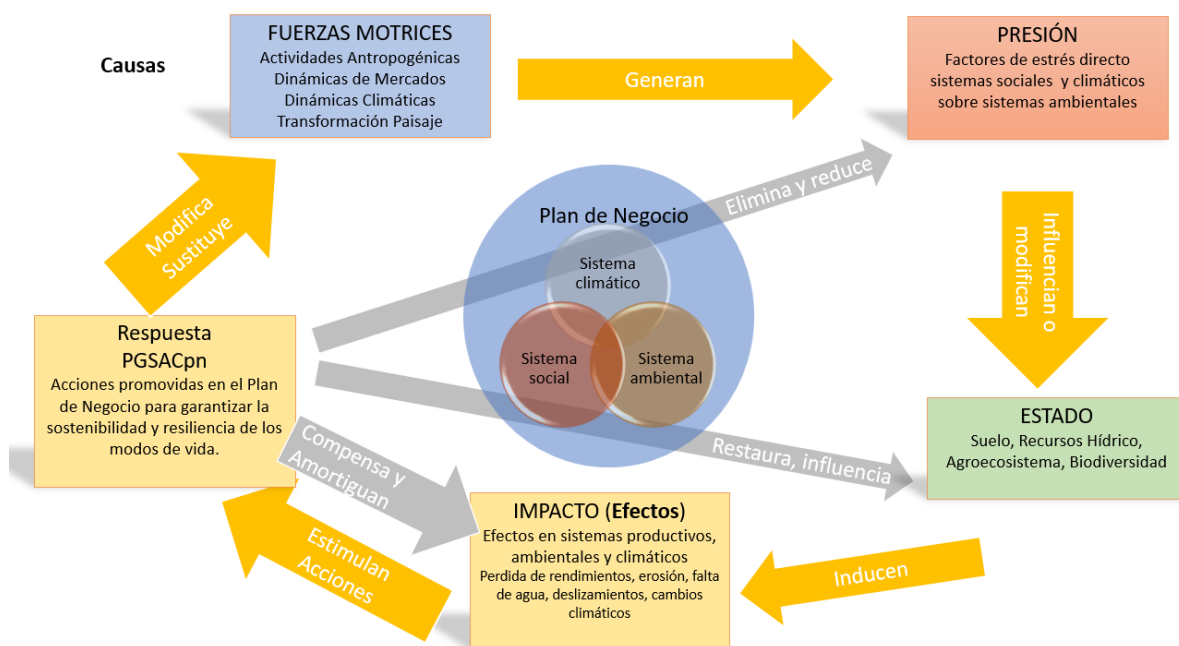 FUERZAS MOTRICES
Actividades Antropogénicas
Dinámicas de Mercados
Dinámicas Climáticas
Transformación Paisaje
Causas
Generan
PRESIÓN
Factores de estrés directo
sistemas sociales y climáticos
sobre sistemas ambientales
Modifica
Sustituye
Elimina y reduce
Plan de Negocio
Sistema
climático
Sistema
social
Sistema
ambiental
Influencian o
modifican
Respuesta
PGSACpn
Acciones promovidas en el Plan
de Negocio para garantizar la
sostenibilidad y resiliencia de los
modos de vida.
Restaura, influencia
ESTADO
Suelo, Recursos Hídrico,
Agroecosistema, Biodiversidad
Compensa y
Amortiguan
Estimulan
Acciones
IMPACTO (Efectos)
Efectos en sistemas productivos,
ambientales y climáticos
Perdida de rendimientos, erosión, falta
de agua, deslizamientos, cambios
climáticos
Inducen